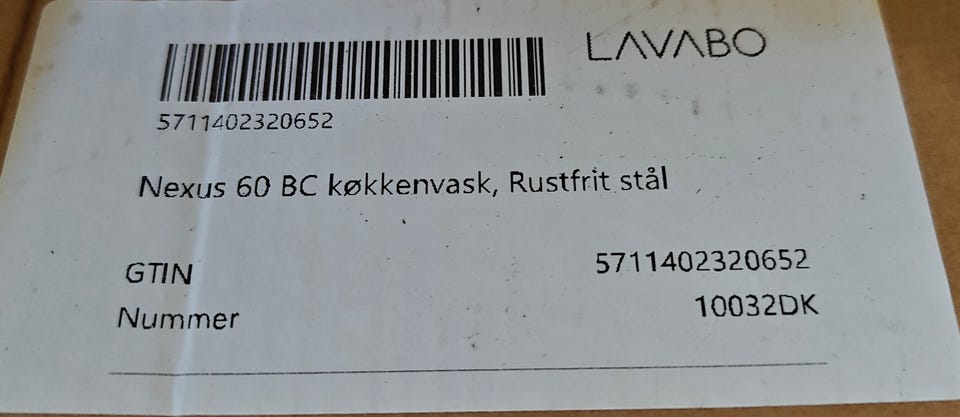 LAVABO
5711402320652
Nexus 60 BC køkkenvask, Rustfrit stål
GTIN 5711402320652
Nummer 10032DK